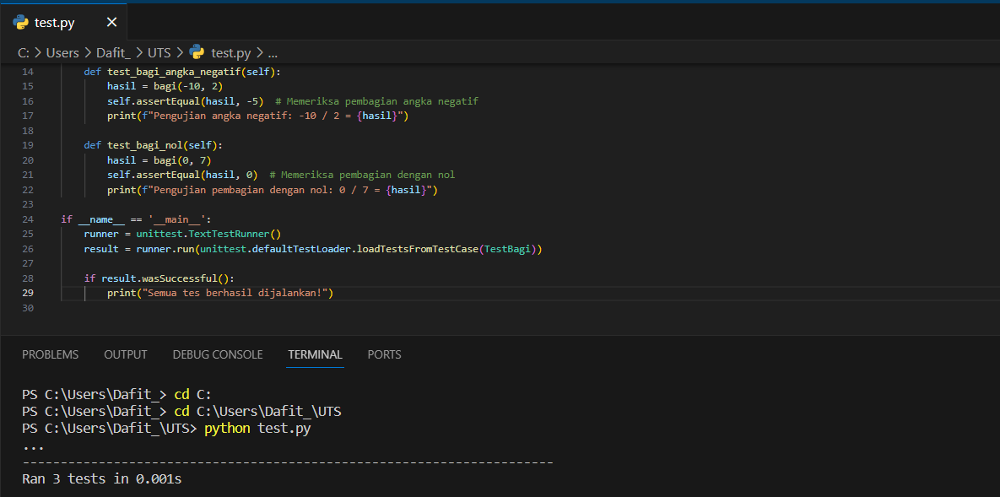 test.py ×
C: > Users > Dafit_ > UTS > test.py > ...
14 def test_bagi_angka_negatif(self):
15 hasil = bagi(-10, 2)
16 self.assertEqual(hasil, -5)  # Memeriksa pembagian angka negatif
17 print(f"Pengujian angka negatif: -10 / 2 = {hasil}")
18
19 def test_bagi_nol(self):
20 hasil = bagi(0, 7)
21 self.assertEqual(hasil, 0)  # Memeriksa pembagian dengan nol
22 print(f"Pengujian pembagian dengan nol: 0 / 7 = {hasil}")
23
24 if __name__ == '__main__':
25 runner = unittest.TextTestRunner()
26 result = runner.run(unittest.defaultTestLoader.loadTestsFromTestCase(TestBagi))
27
28 if result.wasSuccessful():
29 print("Semua tes berhasil dijalankan!")
30
PROBLEMS OUTPUT DEBUG CONSOLE TERMINAL PORTS
PS C:\Users\Dafit_> cd C:
PS C:\Users\Dafit_> cd C:\Users\Dafit_\UTS
PS C:\Users\Dafit_\UTS> python test.py
...
----------------------------------------------------------------------
Ran 3 tests in 0.001s